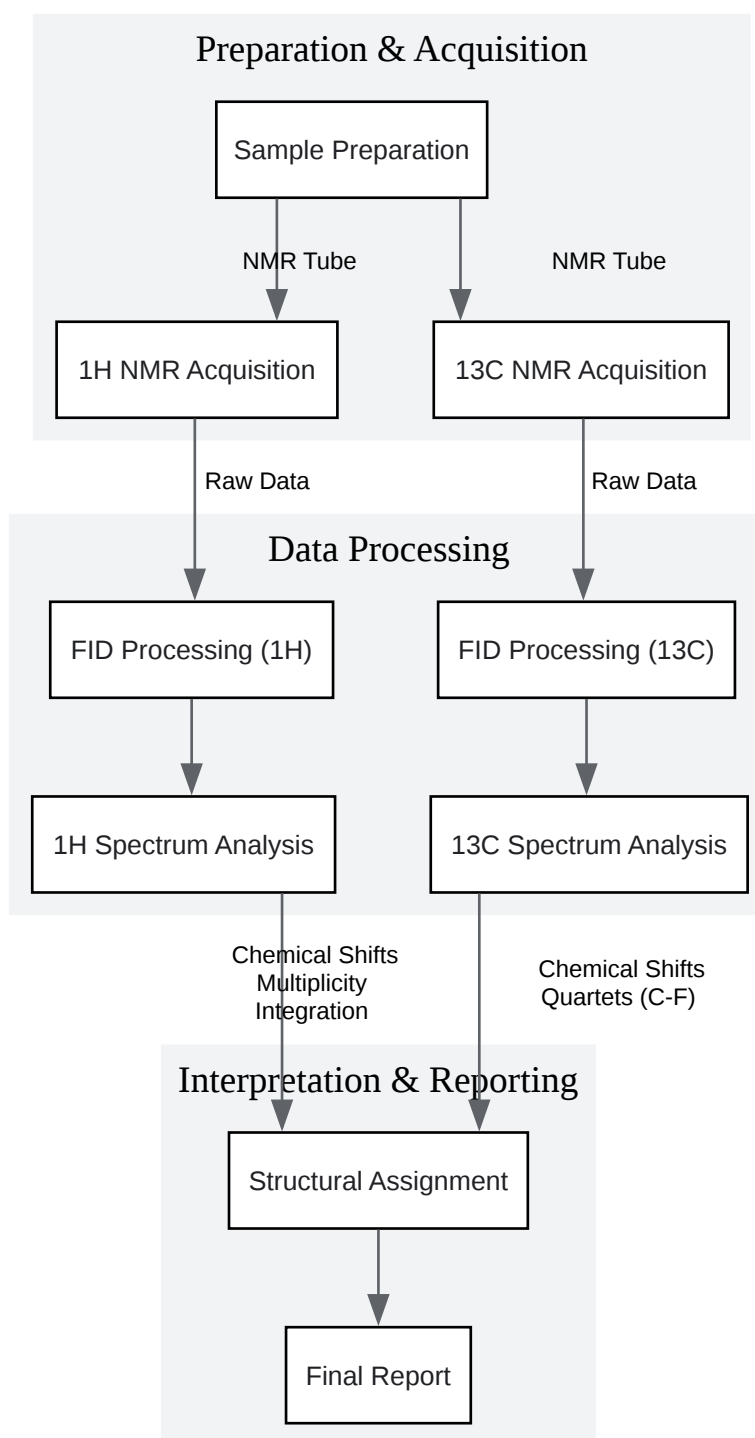 Preparation & Acquisition
Sample Preparation
NMR Tube
NMR Tube
1H NMR Acquisition
13C NMR Acquisition
Raw Data
Raw Data
Data Processing
FID Processing (1H)
FID Processing (13C)
1H Spectrum Analysis
13C Spectrum Analysis
Chemical Shifts
Multiplicity
Integration
Chemical Shifts
Quartets (C-F)
Interpretation & Reporting
Structural Assignment
Final Report